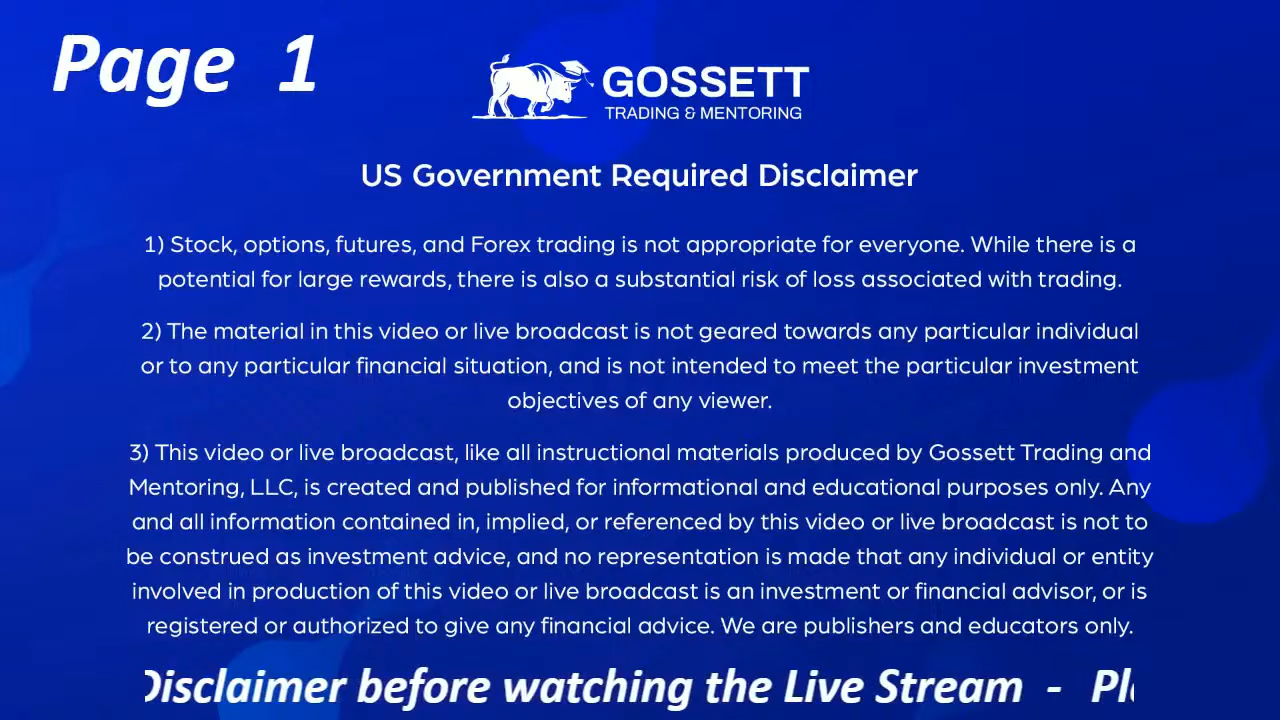 Page 1
GOSSETT
TRADING & MENTORING
US Government Required Disclaimer
1) Stock, options, futures, and Forex trading is not appropriate for everyone. While there is a
potential for large rewards, there is also a substantial risk of loss associated with trading.
2) The material in this video or live broadcast is not geared towards any particular individual
or to any particular financial situation, and is not intended to meet the particular investment
objectives of any viewer.
3) This video or live broadcast, like all instructional materials produced by Gossett Trading and
Mentoring, LLC, is created and published for informational and educational purposes only. Any
and all information contained in, implied, or referenced by this video or live broadcast is not to
be construed as investment advice, and no representation is made that any individual or entity
involved in production of this video or live broadcast is an investment or financial advisor, or is
registered or authorized to give any financial advice. We are publishers and educators only.
Disclaimer before watching the Live Stream -